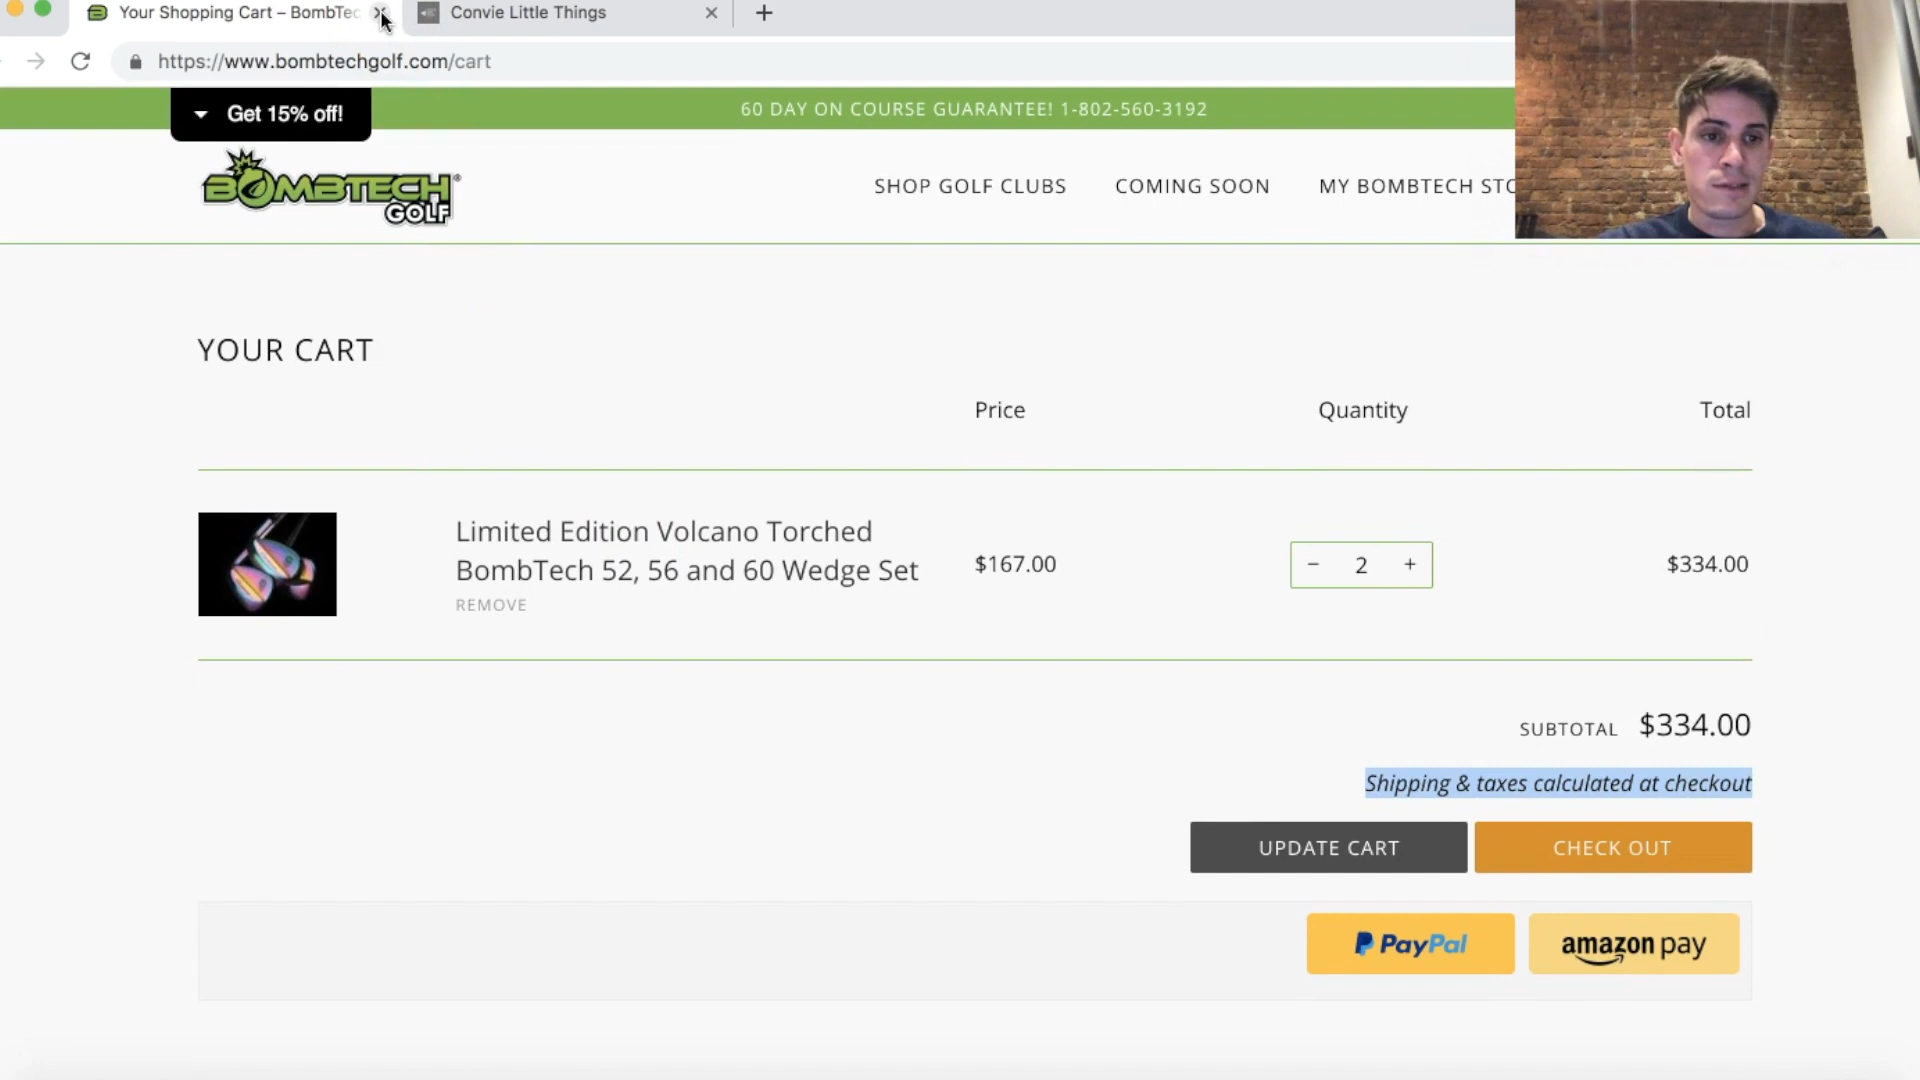 Your Shopping Cart – BombTec
Convie Little Things
https://www.bombtechgolf.com/cart
Get 15% off!
60 DAY ON COURSE GUARANTEE! 1-802-560-3192
BOMBTECH
GOLF
SHOP GOLF CLUBS
COMING SOON
MY BOMBTECH STO
YOUR CART
Price
Quantity
Total
Limited Edition Volcano Torched
BombTech 52, 56 and 60 Wedge Set
REMOVE
$167.00
− 2 +
$334.00
SUBTOTAL $334.00
Shipping & taxes calculated at checkout
UPDATE CART
CHECK OUT
PayPal
amazon pay